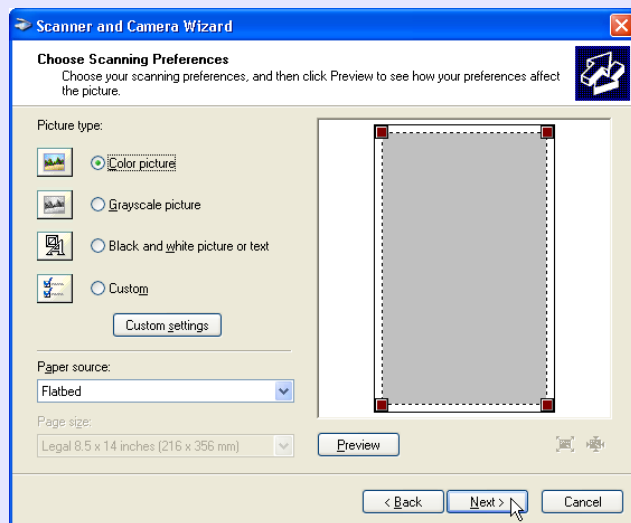 Scanner and Camera Wizard
Choose Scanning Preferences
Choose your scanning preferences, and then click Preview to see how your preferences affect
the picture.
Picture type:
Color picture
Grayscale picture
Black and white picture or text
Custom
Custom settings
Paper source:
Flatbed
Page size:
Legal 8.5 x 14 inches (216 x 356 mm)
Preview
< Back
Next >
Cancel